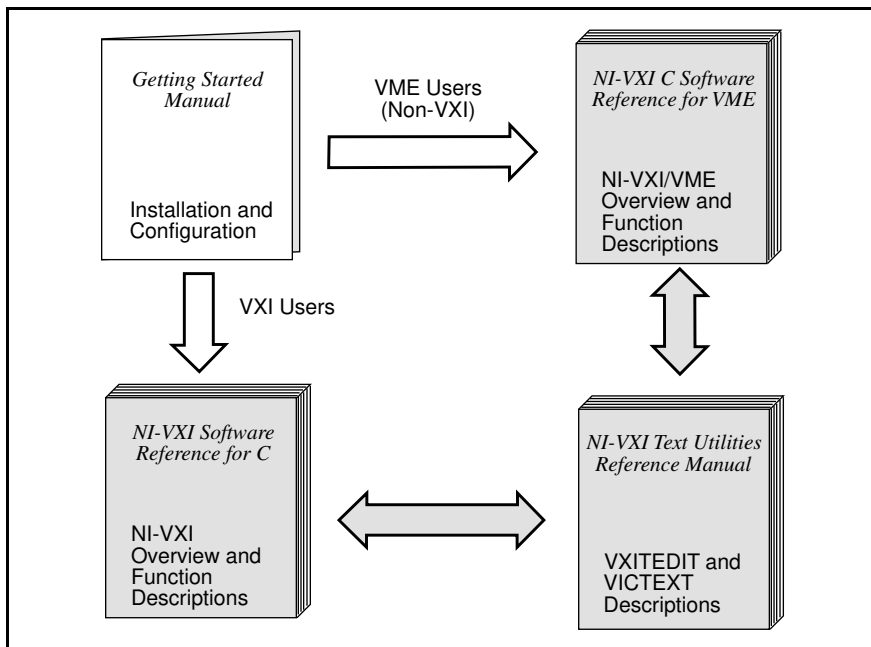 Getting Started
Manual
Installation and
Configuration
VME Users
(Non-VXI)
NI-VXI C Software
Reference for VME
NI-VXI/VME
Overview and
Function
Descriptions
VXI Users
NI-VXI Software
Reference for C
NI-VXI
Overview and
Function
Descriptions
NI-VXI Text Utilities
Reference Manual
VXITEDIT and
VICTEXT
Descriptions